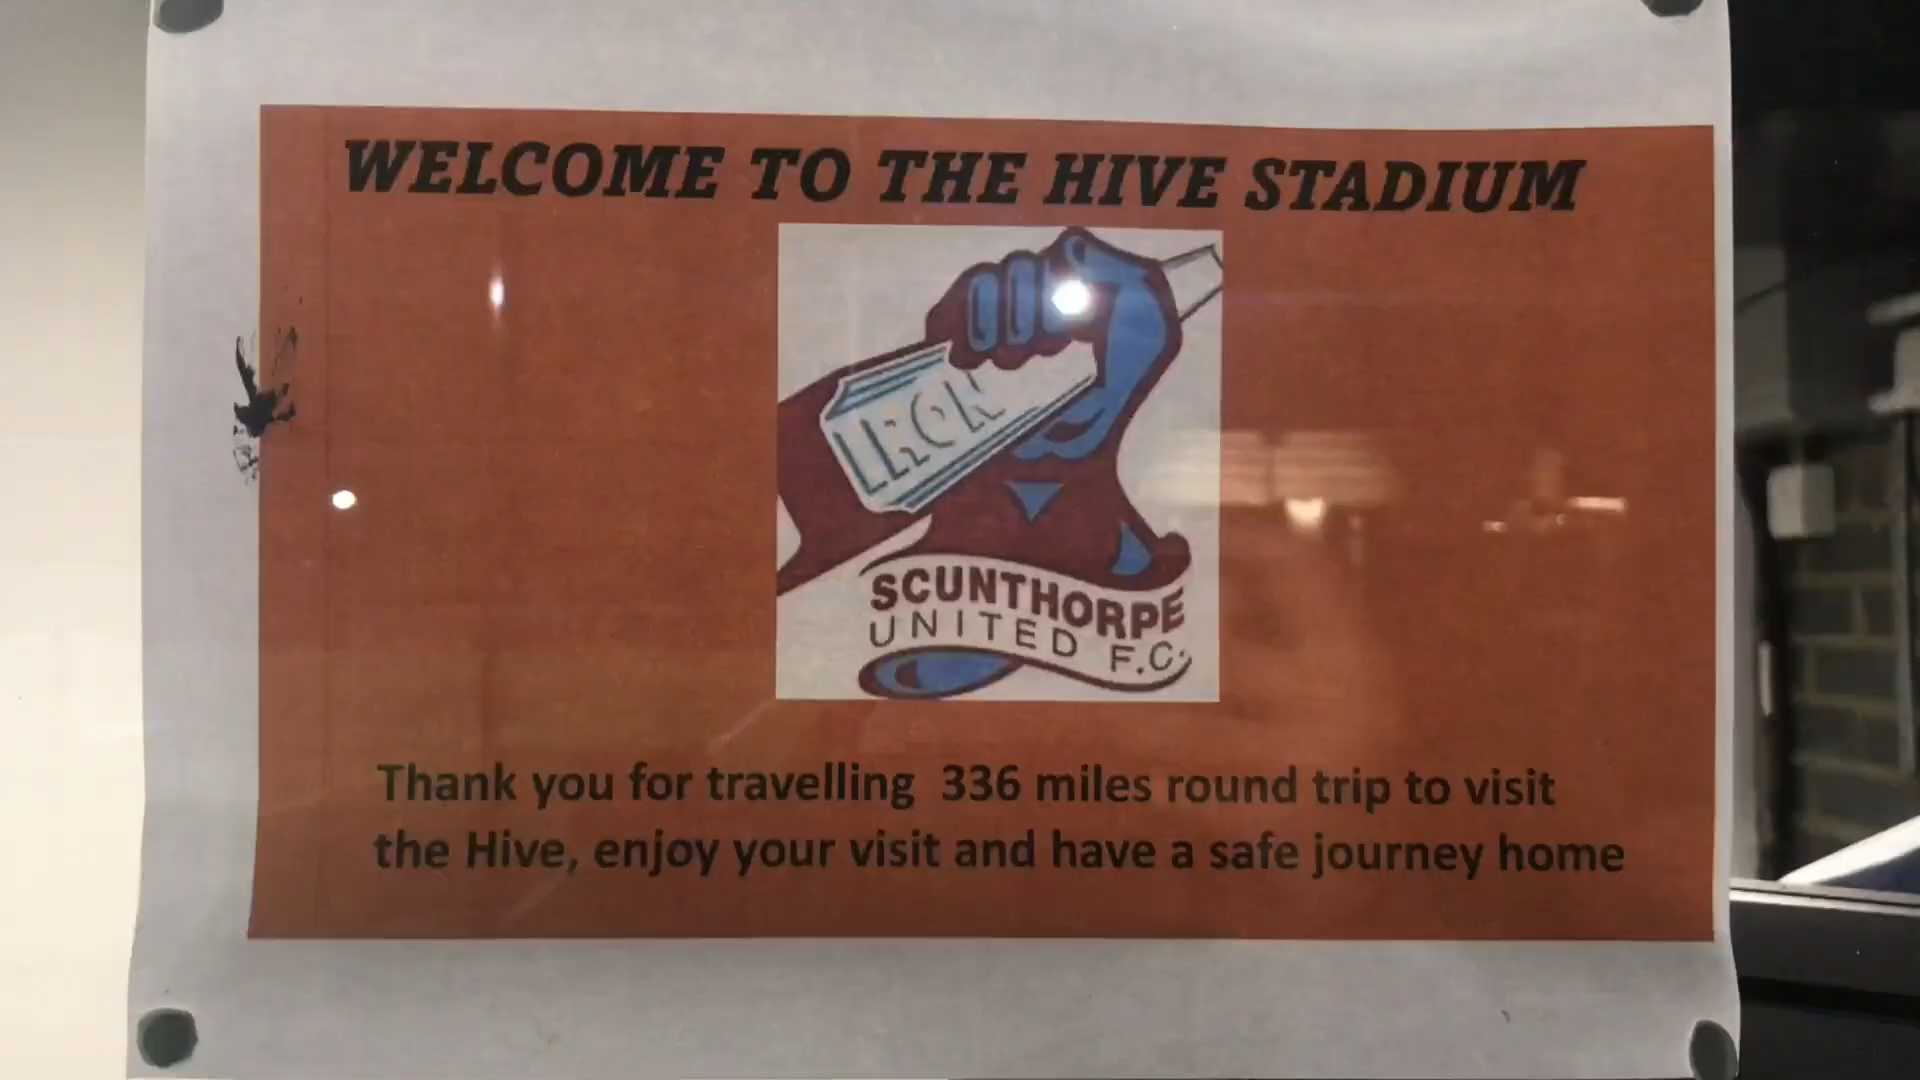 WELCOME TO THE HIVE STADIUM
IRON
SCUNTHORPE
UNITED F.C.
Thank you for travelling 336 miles round trip to visit
the Hive, enjoy your visit and have a safe journey home